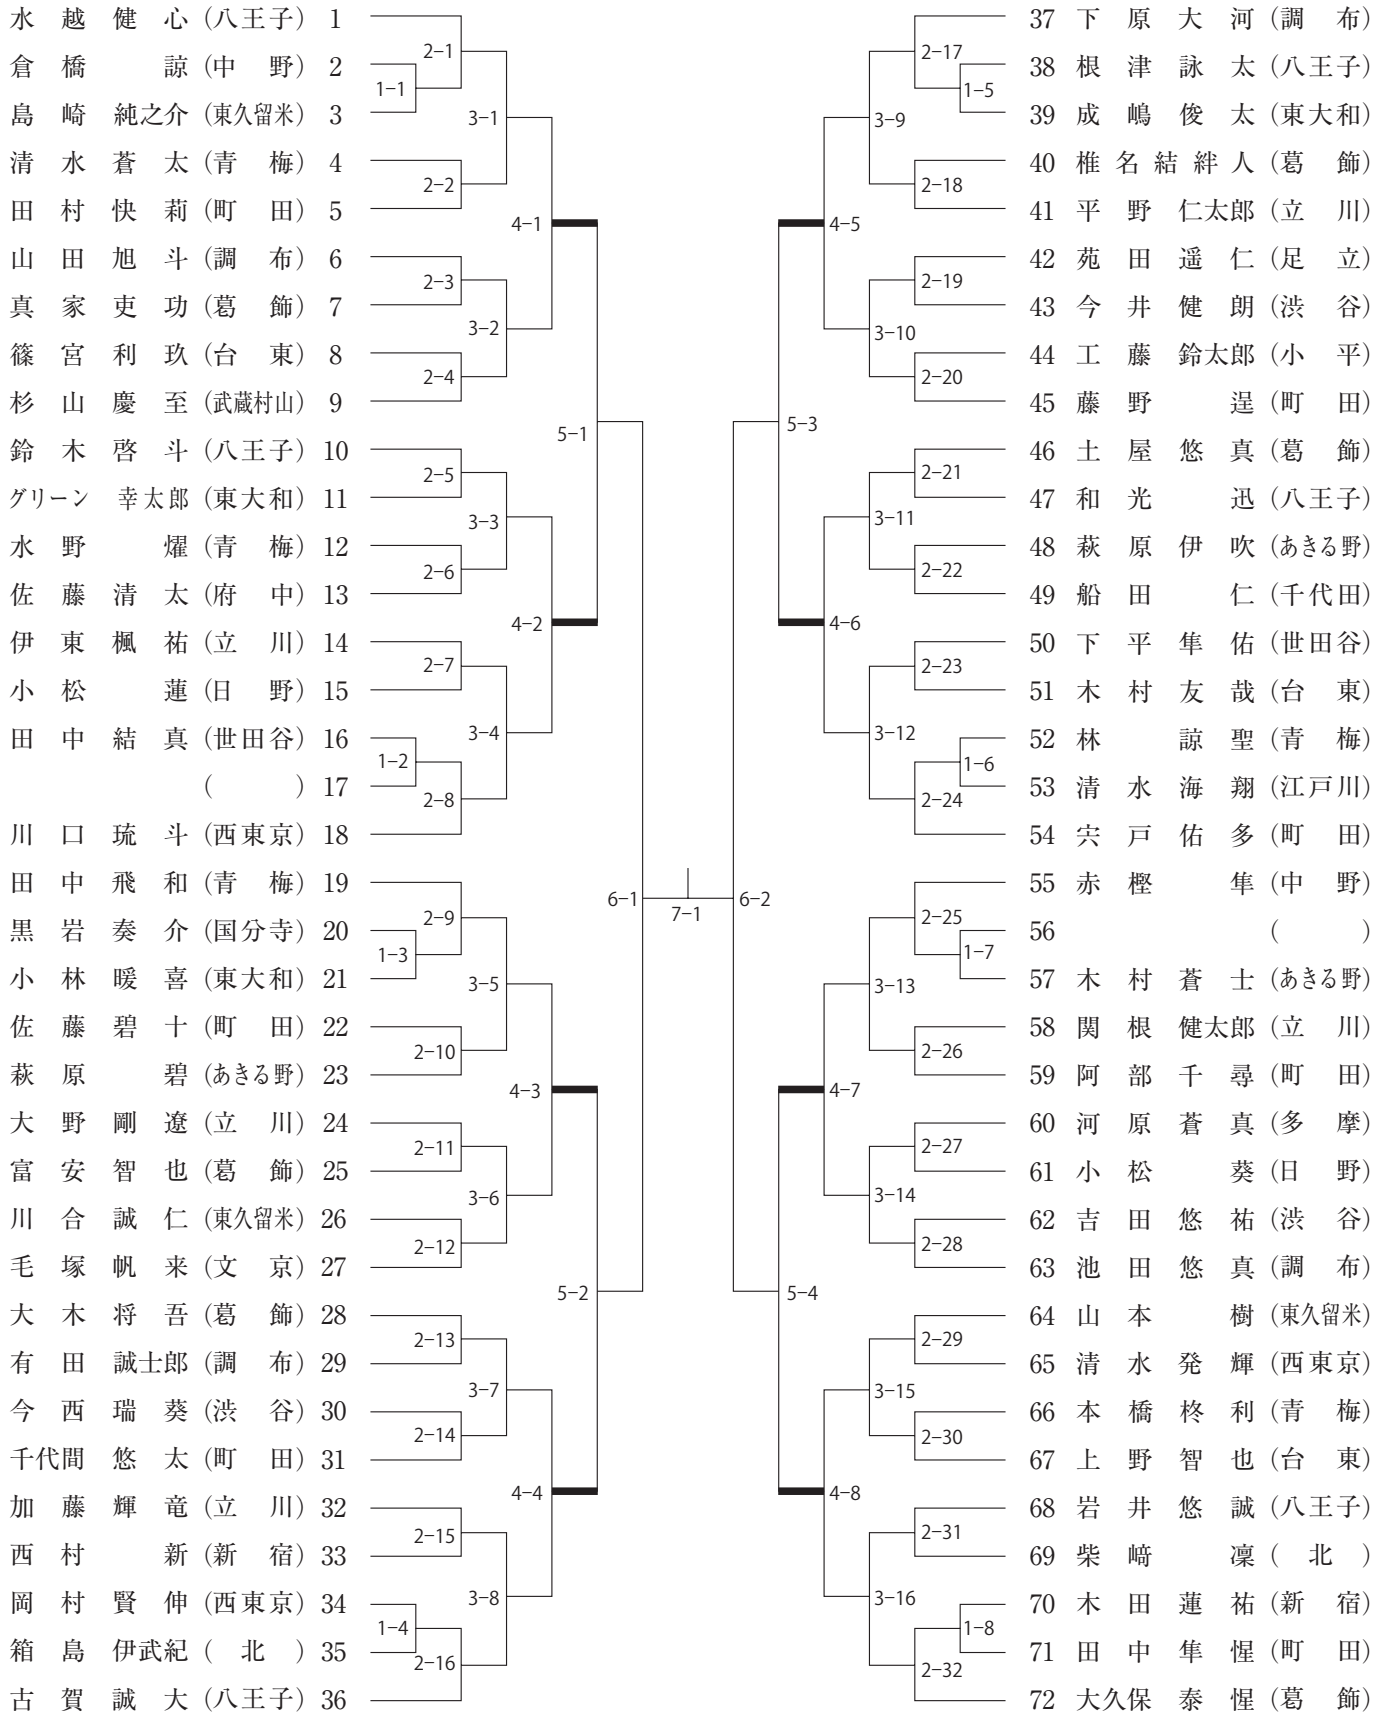 水越健心(八王子) 1
倉橋諒(中野) 2
島崎純之介(東久留米) 3
清水蒼太(青梅) 4
田村快莉(町田) 5
山田旭斗(調布) 6
真家吏功(葛飾) 7
篠宮利玖(台東) 8
杉山慶至(武蔵村山) 9
鈴木啓斗(八王子) 10
グリーン幸太郎(東大和) 11
水野燿(青梅) 12
佐藤清太(府中) 13
伊東楓祐(立川) 14
小松蓮(日野) 15
田中結真(世田谷) 16
( ) 17
川口琉斗(西東京) 18
田中飛和(青梅) 19
黒岩奏介(国分寺) 20
小林暖喜(東大和) 21
佐藤碧十(町田) 22
萩原碧(あきる野) 23
大野剛遼(立川) 24
富安智也(葛飾) 25
川合誠仁(東久留米) 26
毛塚帆来(文京) 27
大木将吾(葛飾) 28
有田誠士郎(調布) 29
今西瑞葵(渋谷) 30
千代間悠太(町田) 31
加藤輝竜(立川) 32
西村新(新宿) 33
岡村賢伸(西東京) 34
箱島伊武紀(北) 35
古賀誠大(八王子) 36
1-1
1-2
1-3
1-4
2-1
2-2
2-3
2-4
2-5
2-6
2-7
2-8
2-9
2-10
2-11
2-12
2-13
2-14
2-15
2-16
3-1
3-2
3-3
3-4
3-5
3-6
3-7
3-8
4-1
4-2
4-3
4-4
5-1
5-2
6-1
7-1
6-2
5-3
5-4
4-5
4-6
4-7
4-8
3-9
3-10
3-11
3-12
3-13
3-14
3-15
3-16
2-17
2-18
2-19
2-20
2-21
2-22
2-23
2-24
2-25
2-26
2-27
2-28
2-29
2-30
2-31
2-32
1-5
1-6
1-7
1-8
37 下原大河(調布)
38 根津詠太(八王子)
39 成嶋俊太(東大和)
40 椎名結絆人(葛飾)
41 平野仁太郎(立川)
42 苑田遥仁(足立)
43 今井健朗(渋谷)
44 工藤鈴太郎(小平)
45 藤野逞(町田)
46 土屋悠真(葛飾)
47 和光迅(八王子)
48 萩原伊吹(あきる野)
49 船田仁(千代田)
50 下平隼佑(世田谷)
51 木村友哉(台東)
52 林諒聖(青梅)
53 清水海翔(江戸川)
54 宍戸佑多(町田)
55 赤樫隼(中野)
56 ( )
57 木村蒼士(あきる野)
58 関根健太郎(立川)
59 阿部千尋(町田)
60 河原蒼真(多摩)
61 小松葵(日野)
62 吉田悠祐(渋谷)
63 池田悠真(調布)
64 山本樹(東久留米)
65 清水発輝(西東京)
66 本橋柊利(青梅)
67 上野智也(台東)
68 岩井悠誠(八王子)
69 柴﨑凜(北)
70 木田蓮祐(新宿)
71 田中隼惺(町田)
72 大久保泰惺(葛飾)